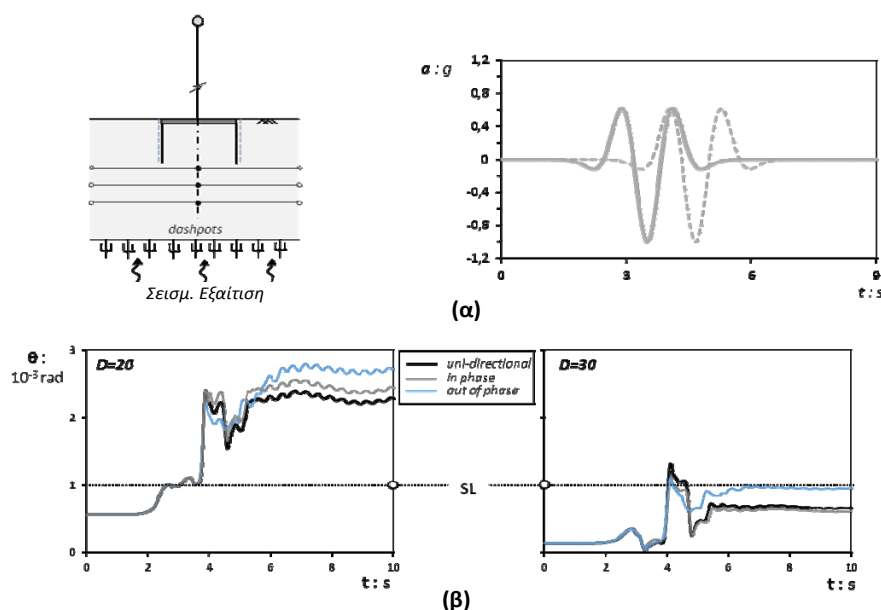 a : g
1,2
0,8
0,4
0
-0,4
-0,8
-1,2
0 3 6 9
t : s
dashpots
Σεισμ. Εξαίτιση
(α)
θ :
10⁻³ rad
3
2
1
0
D=20
0 2 4 6 8 10
t : s
uni-directional
in phase
out of phase
SL
D=30
0 2 4 6 8 10
t : s
(β)